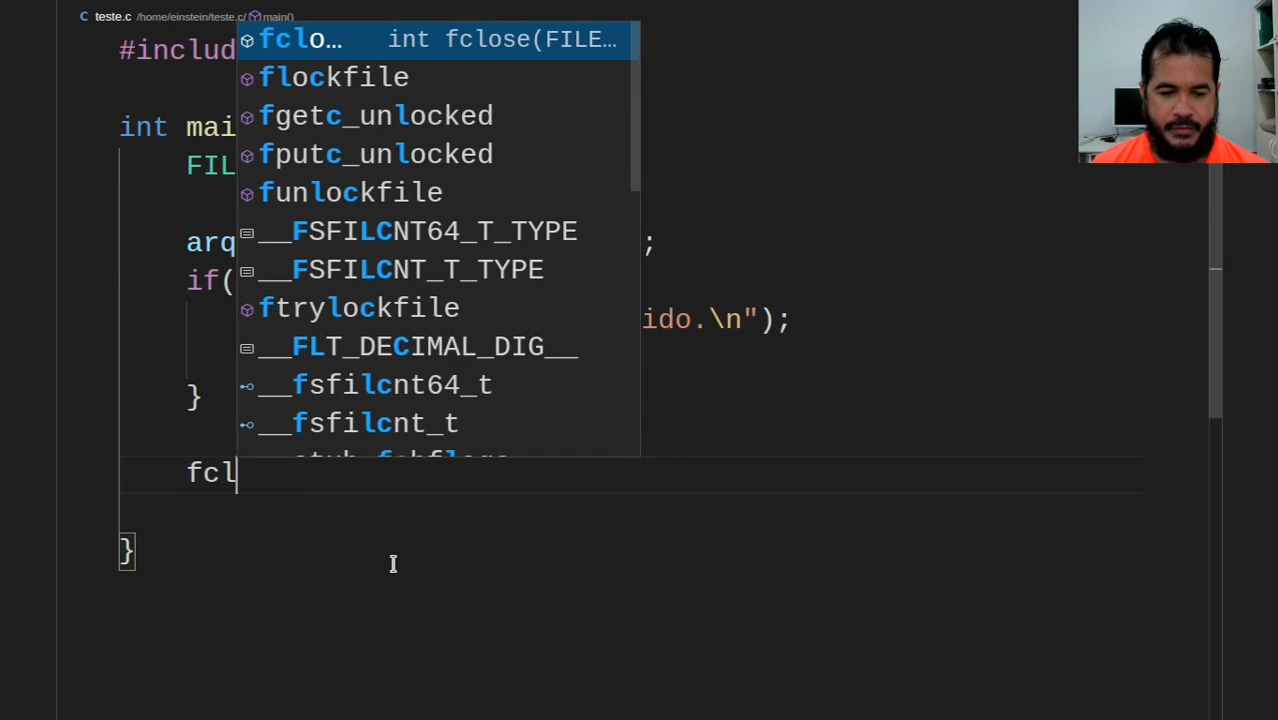 C teste.c /home/einstein/teste.c/ main()
#includ
fclo… int fclose(FILE…
flockfile
fgetc_unlocked
int mai
fputc_unlocked
FIL
funlockfile
__FSFILCNT64_T_TYPE
arq ;
__FSFILCNT_T_TYPE
if(
ftrylockfile
ido.\n");
__FLT_DECIMAL_DIG__
__fsfilcnt64_t
}
__fsfilcnt_t
fcl
}